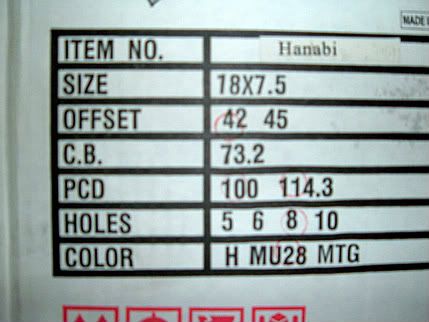 MADE
ITEM NO. Hanabi
SIZE 18X7.5
OFFSET 42 45
C.B. 73.2
PCD 100 114.3
HOLES 5 6 8 10
COLOR H MU28 MTG